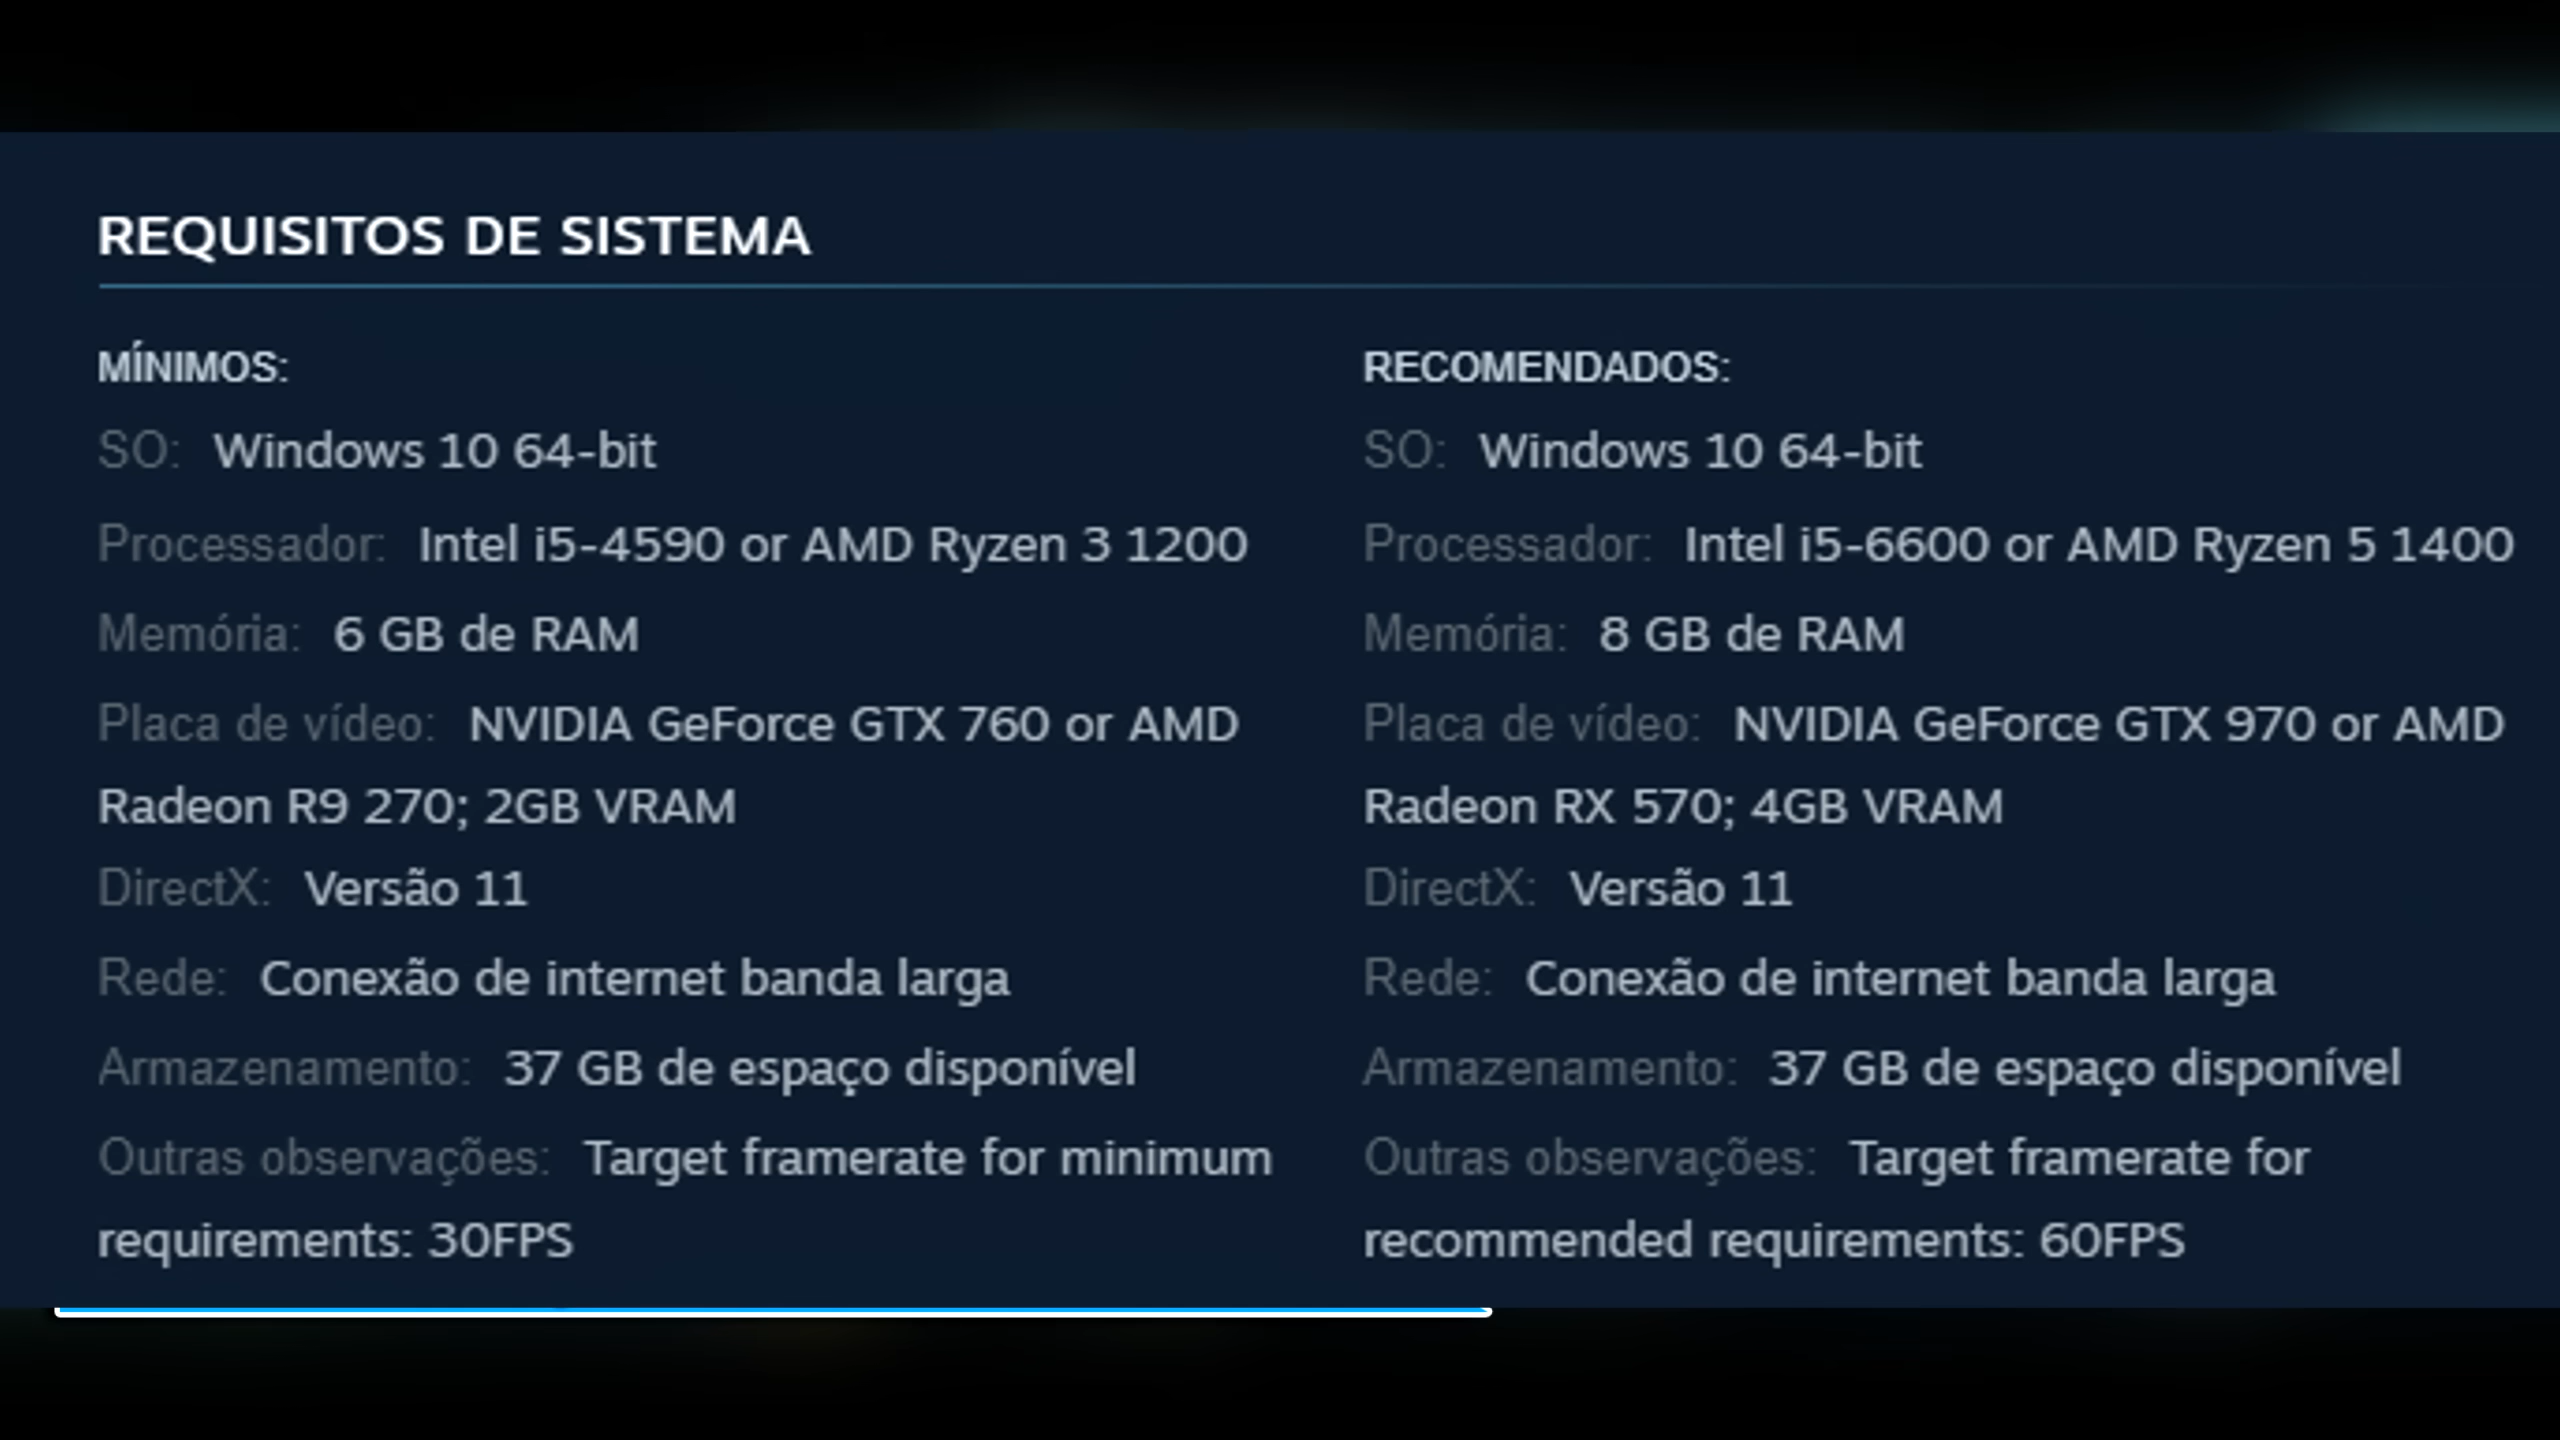 REQUISITOS DE SISTEMA
MÍNIMOS:
SO: Windows 10 64-bit
Processador: Intel i5-4590 or AMD Ryzen 3 1200
Memória: 6 GB de RAM
Placa de vídeo: NVIDIA GeForce GTX 760 or AMD
Radeon R9 270; 2GB VRAM
DirectX: Versão 11
Rede: Conexão de internet banda larga
Armazenamento: 37 GB de espaço disponível
Outras observações: Target framerate for minimum
requirements: 30FPS
RECOMENDADOS:
SO: Windows 10 64-bit
Processador: Intel i5-6600 or AMD Ryzen 5 1400
Memória: 8 GB de RAM
Placa de vídeo: NVIDIA GeForce GTX 970 or AMD
Radeon RX 570; 4GB VRAM
DirectX: Versão 11
Rede: Conexão de internet banda larga
Armazenamento: 37 GB de espaço disponível
Outras observações: Target framerate for
recommended requirements: 60FPS